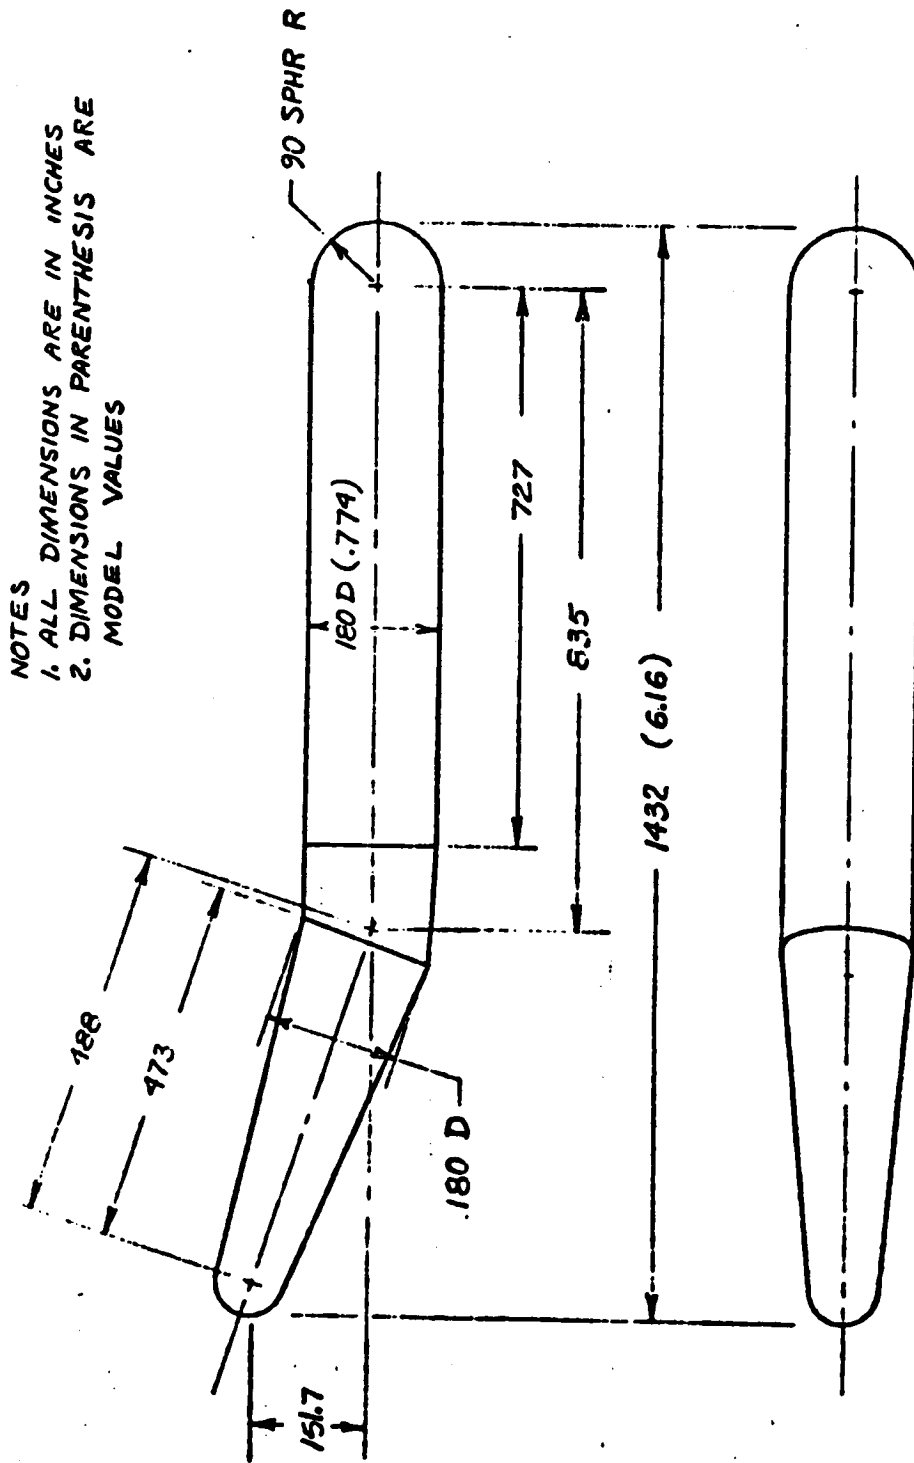 NOTES
1. ALL DIMENSIONS ARE IN INCHES
2. DIMENSIONS IN PARENTHESIS ARE
MODEL VALUES
90 SPHR R
488
473
180 D (.774)
727
835
180 D
1432 (6.16)
151.7